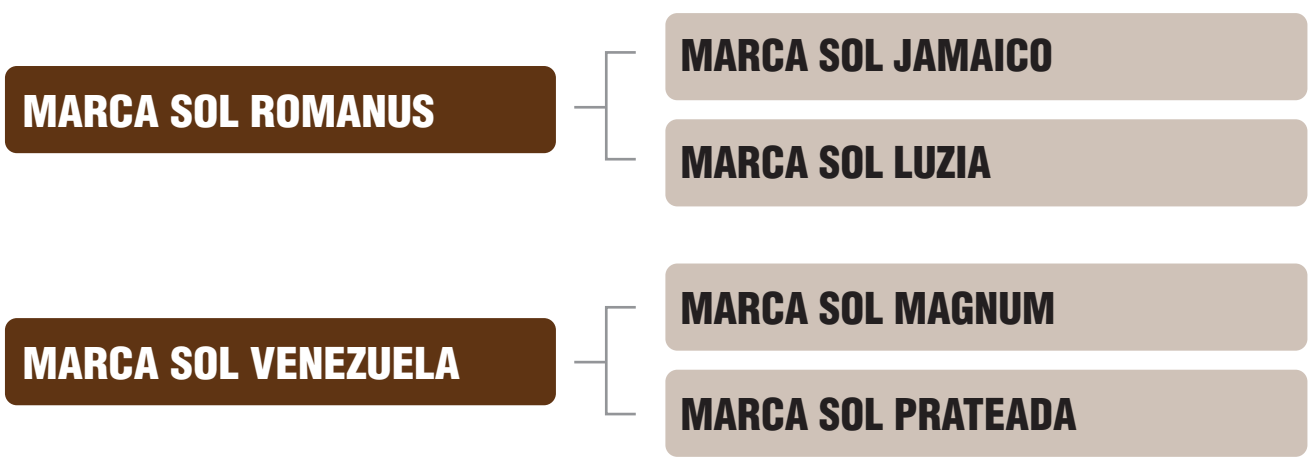 MARCA SOL ROMANUS
MARCA SOL JAMAICO
MARCA SOL LUZIA
MARCA SOL VENEZUELA
MARCA SOL MAGNUM
MARCA SOL PRATEADA